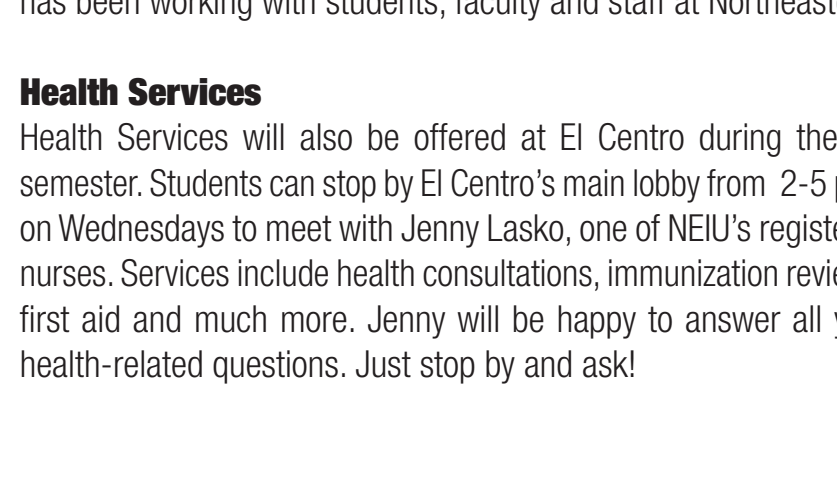 has been working with students, faculty and staff at
Health Services
Health Services will also be offered at El Centro during the
semester. Students can stop by El Centro’s main lobby from 2-5
on Wednesdays to meet with Jenny Lasko, one of NEIU’s
nurses. Services include health consultations, immunization
first aid and much more. Jenny will be happy to answer all
health-related questions. Just stop by and ask!